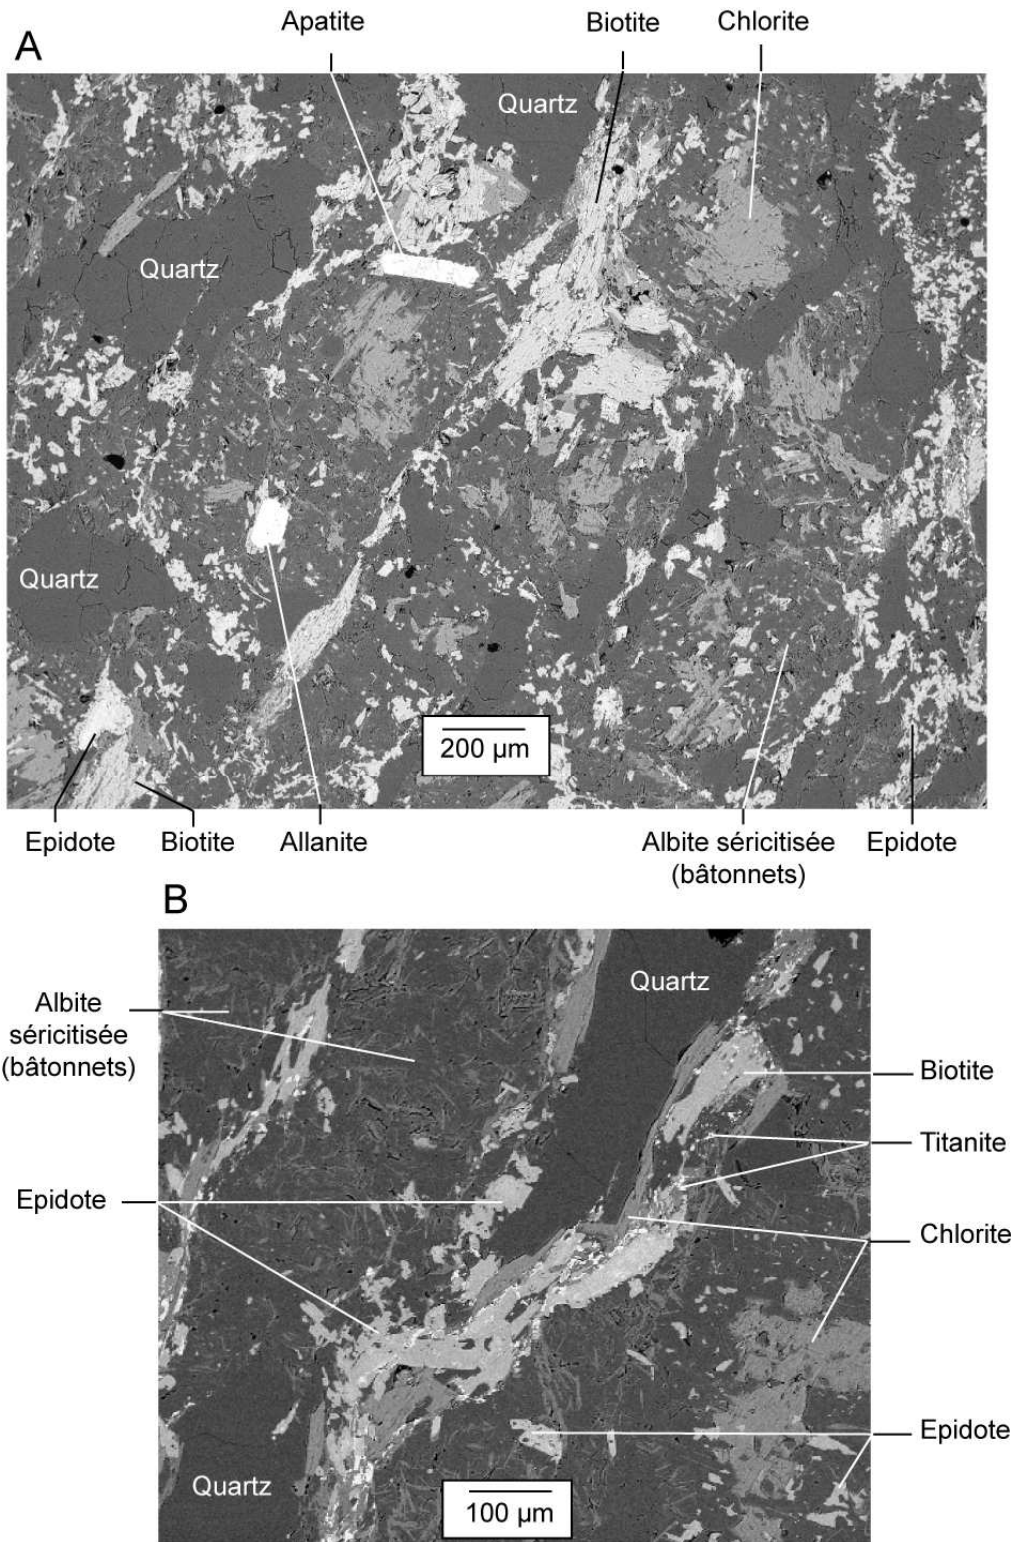 A
Apatite
Biotite
Chlorite
Quartz
Quartz
Quartz
200 µm
Epidote
Biotite
Allanite
Albite séricitisée
(bâtonnets)
Epidote
B
Albite
séricitisée
(bâtonnets)
Quartz
Biotite
Titanite
Epidote
Chlorite
Epidote
Quartz
100 µm